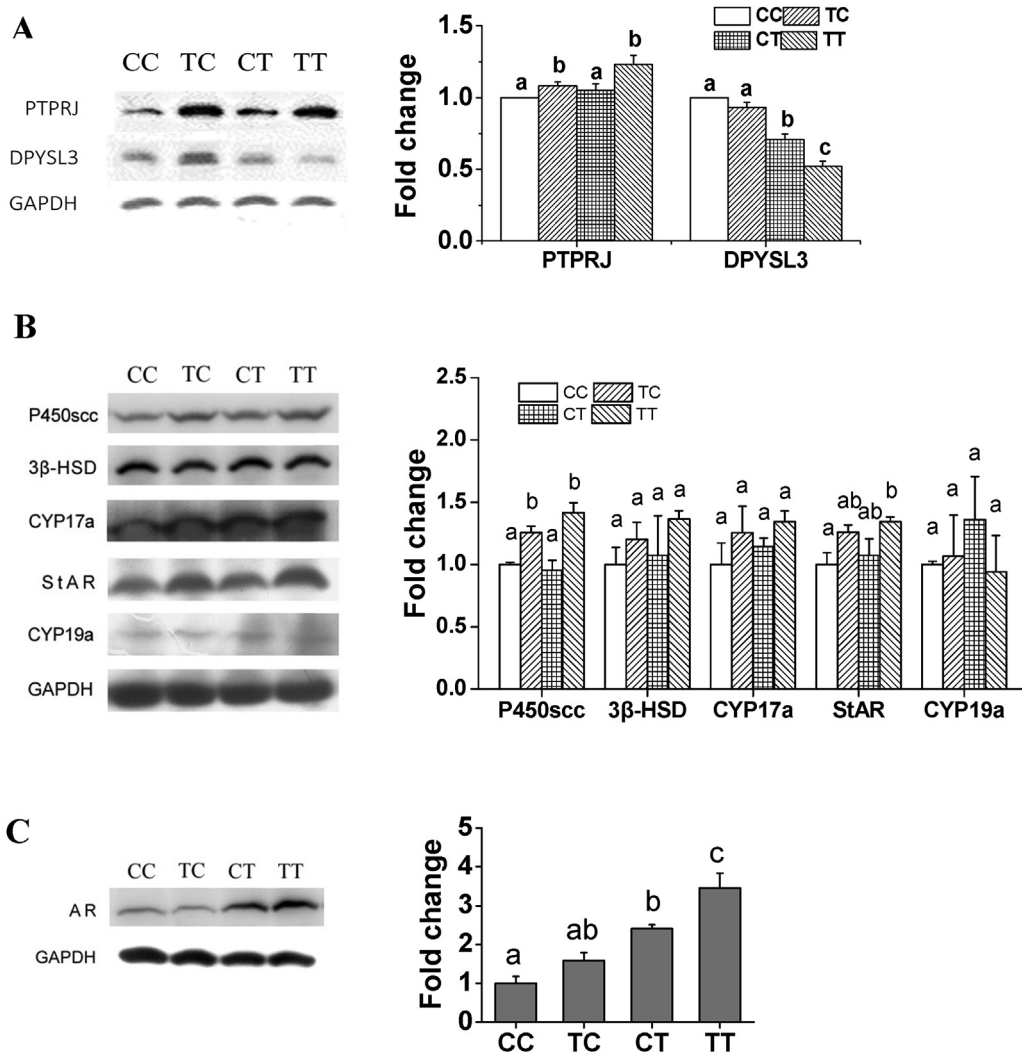 A
CC TC CT TT
PTPRJ
DPYSL3
GAPDH
Fold change
1.5
1.0
0.5
0.0
CC TC
CT TT
a b a b
a a b c
PTPRJ DPYSL3
B
CC TC CT TT
P450scc
3β-HSD
CYP17a
StAR
CYP19a
GAPDH
Fold change
2.5
2.0
1.5
1.0
0.5
0.0
CC TC
CT TT
a b a b
a a a a
a a a a
a ab ab b
a a a a
P450scc 3β-HSD CYP17a StAR CYP19a
C
CC TC CT TT
AR
GAPDH
Fold change
5
4
3
2
1
0
a ab b c
CC TC CT TT